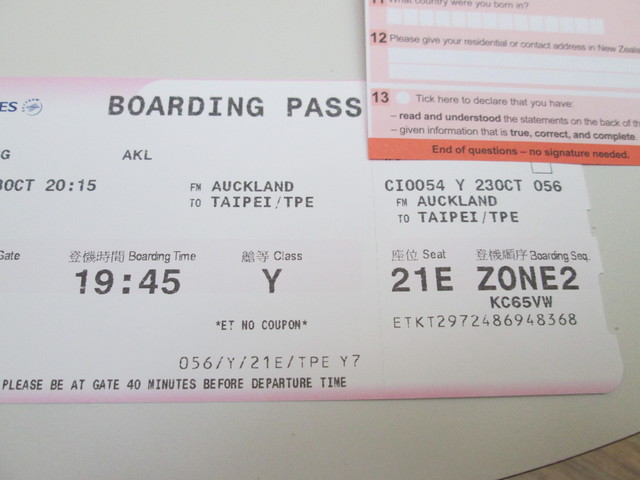 11 What country were you born in?
12 Please give your residential or contact address in New Zeala
13 Tick here to declare that you have:
– read and understood the statements on the back of th
– given information that is true, correct, and complete.
End of questions – no signature needed.
ES
BOARDING PASS
G AKL
OCT 20:15
FM AUCKLAND
TO TAIPEI/TPE
CI0054 Y 23OCT 056
FM AUCKLAND
TO TAIPEI/TPE
Gate 登機時間 Boarding Time 艙等 Class
19:45 Y
座位 Seat 登機順序 Boarding Seq.
21E ZONE2
KC65VW
ETKT2972486948368
*ET NO COUPON*
056/Y/21E/TPE Y7
PLEASE BE AT GATE 40 MINUTES BEFORE DEPARTURE TIME